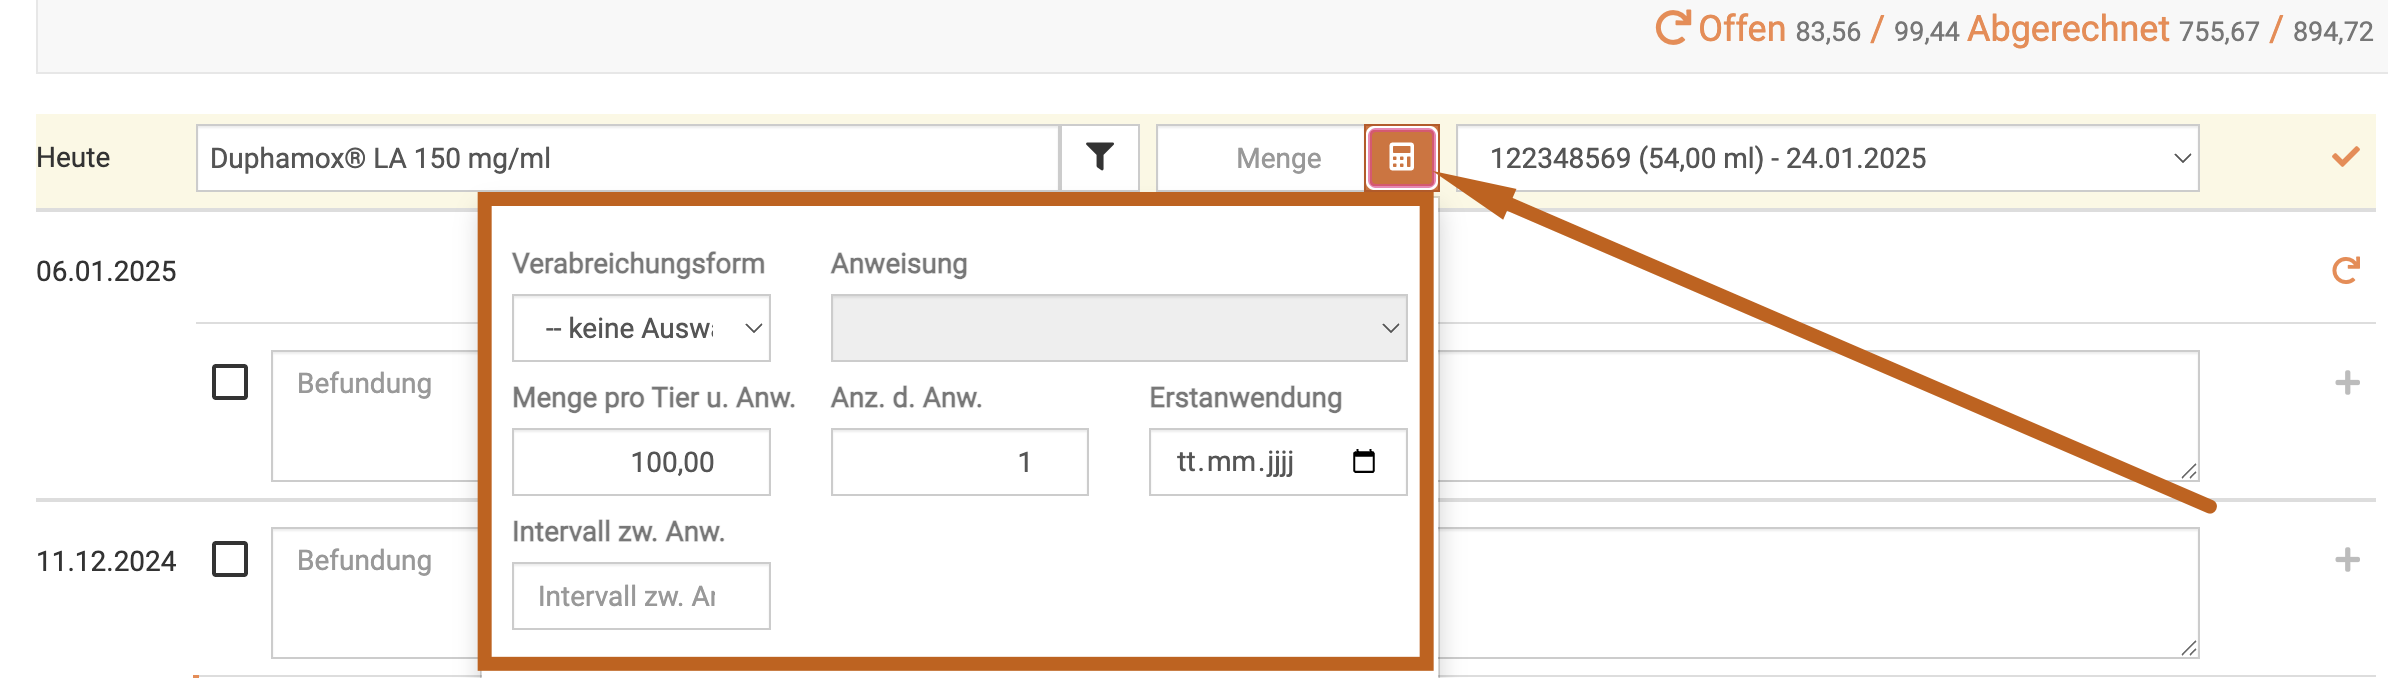 Offen 83,56 / 99,44 Abgerechnet 755,67 / 894,72
Heute Duphamox® LA 150 mg/ml Menge 122348569 (54,00 ml) - 24.01.2025
06.01.2025
Verabreichungsform Anweisung
-- keine Ausw
Befundung
Menge pro Tier u. Anw. Anz. d. Anw. Erstanwendung
100,00 1 tt.mm.jjjj
Intervall zw. Anw.
11.12.2024 Befundung
Intervall zw. Ar